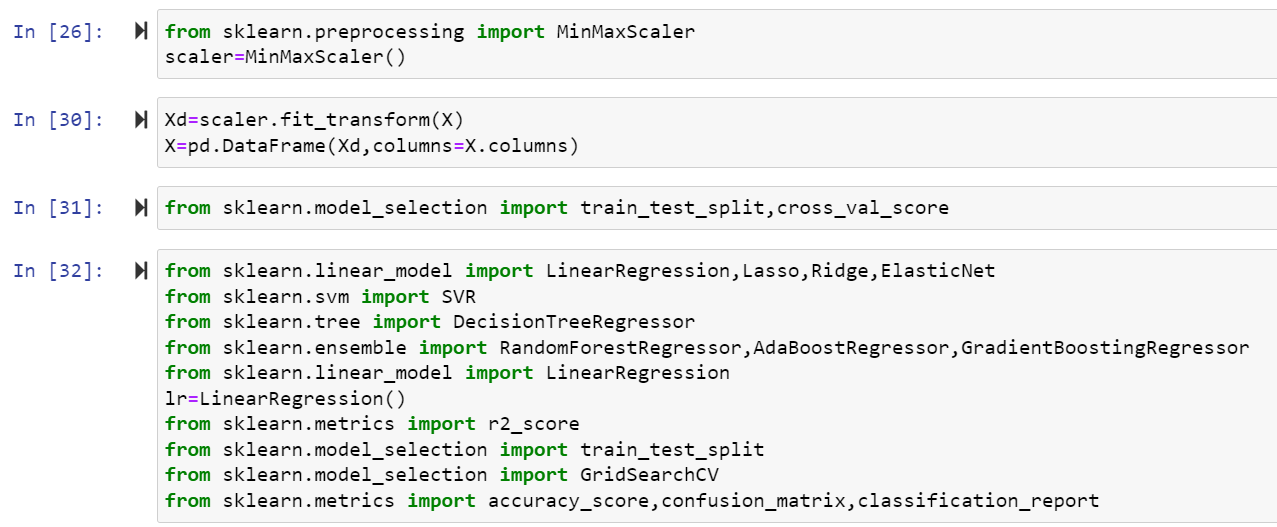 In [26]: from sklearn.preprocessing import MinMaxScaler
scaler=MinMaxScaler()
In [30]: Xd=scaler.fit_transform(X)
X=pd.DataFrame(Xd,columns=X.columns)
In [31]: from sklearn.model_selection import train_test_split,cross_val_score
In [32]: from sklearn.linear_model import LinearRegression,Lasso,Ridge,ElasticNet
from sklearn.svm import SVR
from sklearn.tree import DecisionTreeRegressor
from sklearn.ensemble import RandomForestRegressor,AdaBoostRegressor,GradientBoostingRegressor
from sklearn.linear_model import LinearRegression
lr=LinearRegression()
from sklearn.metrics import r2_score
from sklearn.model_selection import train_test_split
from sklearn.model_selection import GridSearchCV
from sklearn.metrics import accuracy_score,confusion_matrix,classification_report